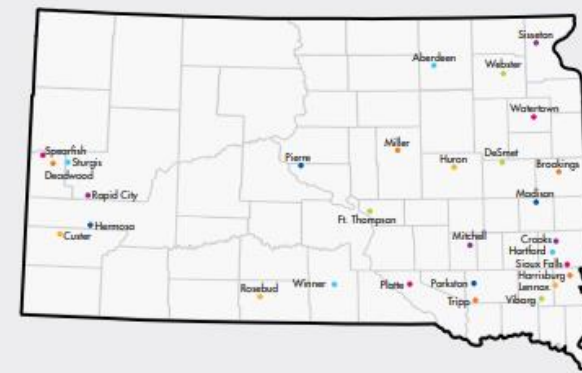 Sisseton
Aberdeen
Webster
Watertown
Spearfish
Sturgis
Deadwood
Pierre
Miller
Huron
DeSmet
Brookings
Rapid City
Madison
Hermosa
Custer
Ft. Thompson
Mitchell
Crooks
Hartford
Sioux Falls
Harrisburg
Lennox
Rosebud
Winner
Platte
Parkston
Tripp
Viborg